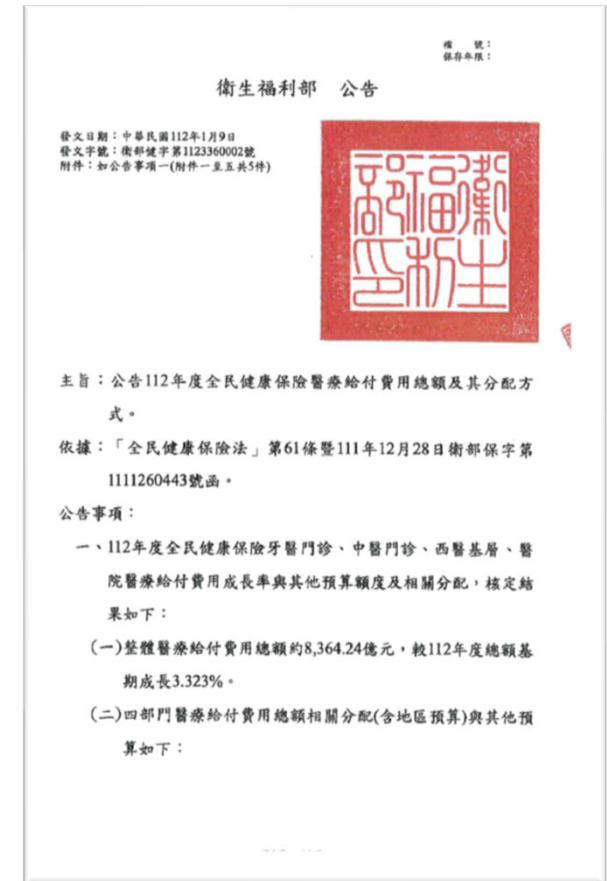 檔　　號：
保存年限：
衛生福利部　公告
發文日期：中華民國112年1月9日
發文字號：衛部健字第1123360002號
附件：如公告事項一(附件一至五共5件)
衛生福利部印
主旨：公告112年度全民健康保險醫療給付費用總額及其分配方
式。
依據：「全民健康保險法」第61條暨111年12月28日衛部保字第
1111260443號函。
公告事項：
一、112年度全民健康保險牙醫門診、中醫門診、西醫基層、醫
院醫療給付費用成長率與其他預算額度及相關分配，核定結
果如下：
(一)整體醫療給付費用總額約8,364.24億元，較112年度總額基
期成長3.323%。
(二)四部門醫療給付費用總額相關分配(含地區預算)與其他預
算如下：